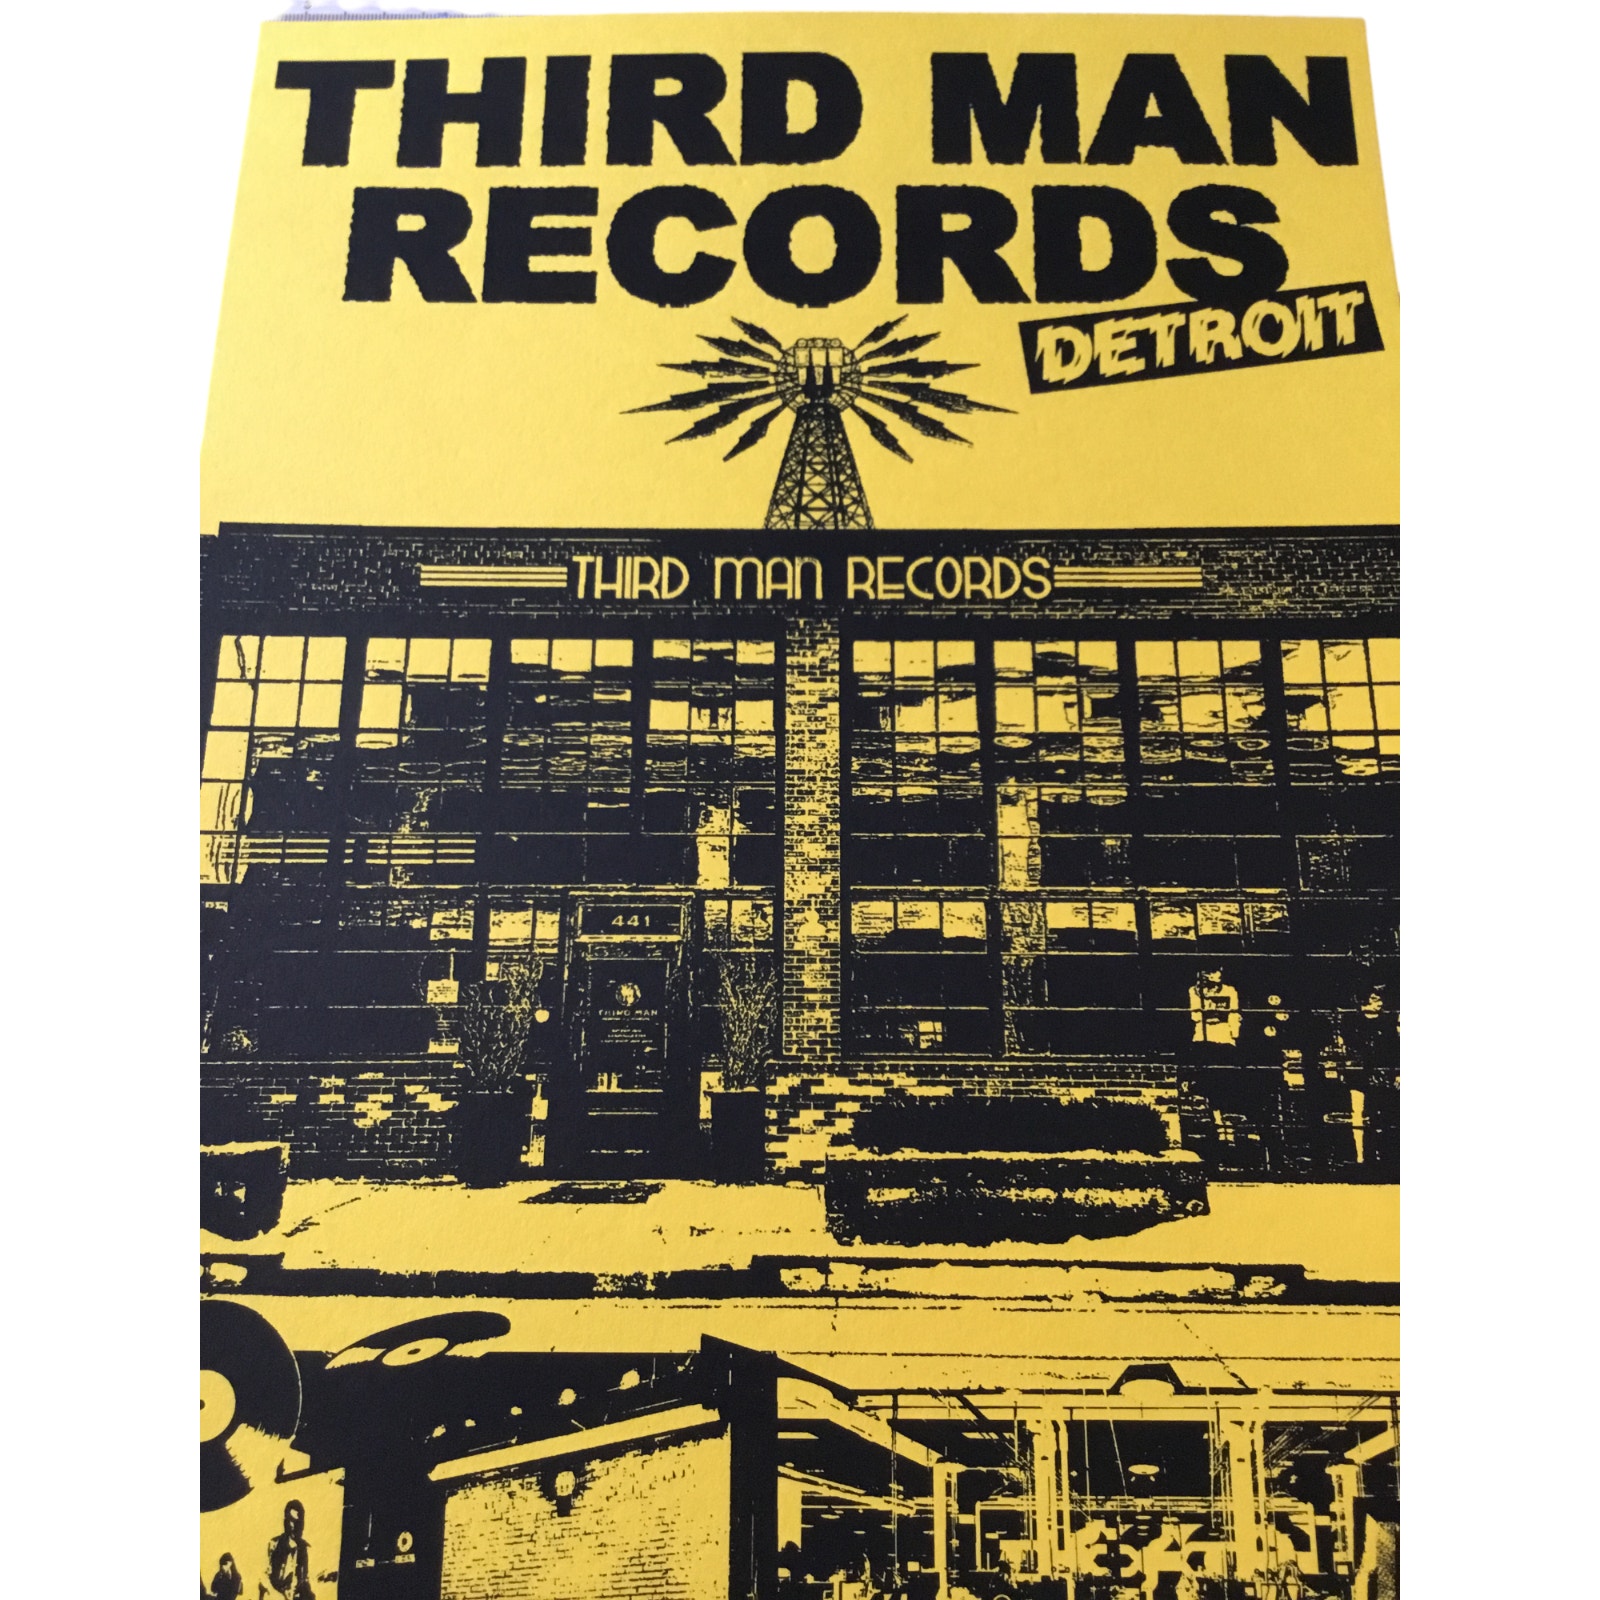 THIRD MAN
RECORDS
DETROIT
THIRD MAN RECORDS
441
THIRD MAN